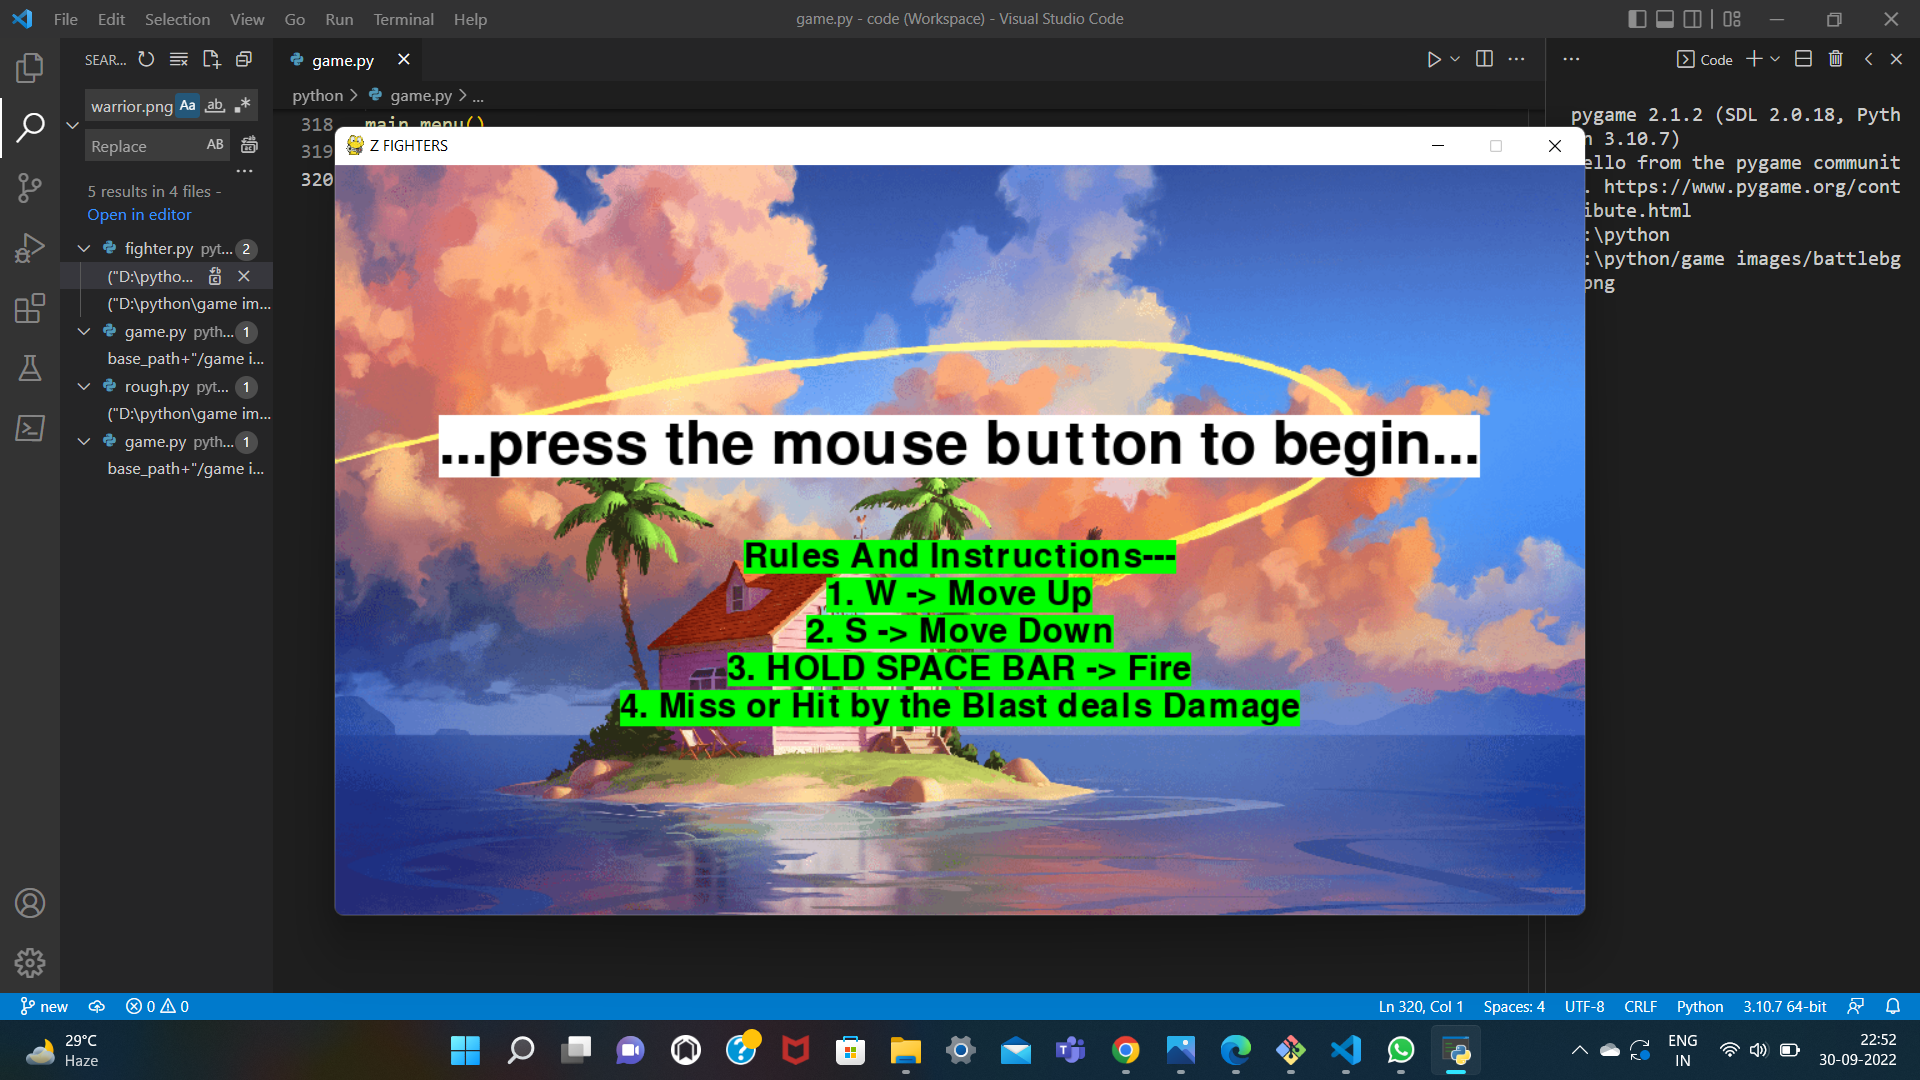 File Edit Selection View Go Run Terminal Help
game.py - code (Workspace) - Visual Studio Code
SEAR...
game.py
Code
warrior.png Aa ab
Replace AB
python > game.py > ...
318 main_menu()
319
320
5 results in 4 files -
Open in editor
fighter.py pyt... 2
("D:\pytho...
("D:\python\game im...
game.py pyth... 1
base_path+"/game i...
rough.py pyt... 1
("D:\python\game im...
game.py pyth... 1
base_path+"/game i...
Z FIGHTERS
...press the mouse button to begin...
Rules And Instructions---
1. W -> Move Up
2. S -> Move Down
3. HOLD SPACE BAR -> Fire
4. Miss or Hit by the Blast deals Damage
pygame 2.1.2 (SDL 2.0.18, Pyth
n 3.10.7)
ello from the pygame communit
. https://www.pygame.org/cont
ibute.html
:\python
:\python/game images/battlebg
png
new 0 0
Ln 320, Col 1 Spaces: 4 UTF-8 CRLF Python 3.10.7 64-bit
29°C
Haze
ENG
IN
22:52
30-09-2022